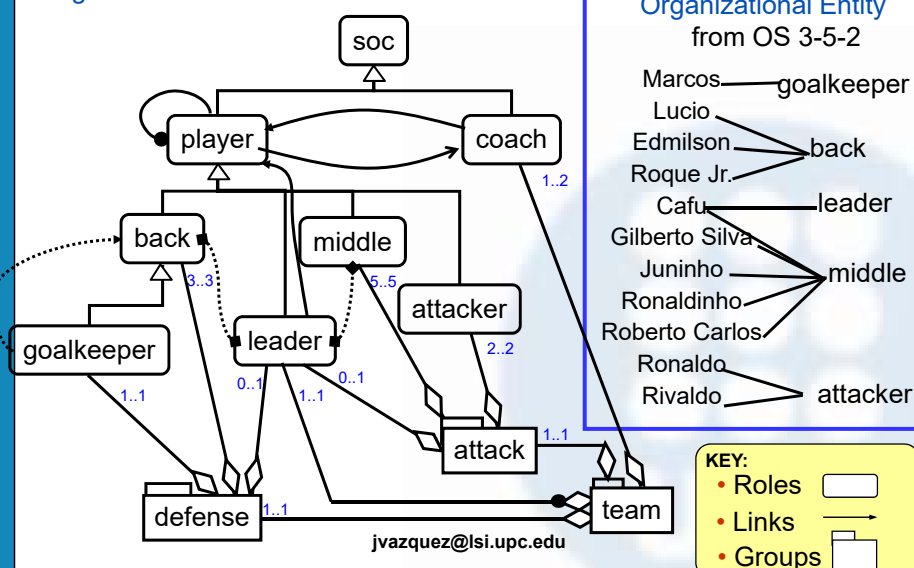 soc
player
coach
1..2
back
middle
3..3
5..5
attacker
goalkeeper
leader
2..2
1..1
0..1
1..1
0..1
attack
1..1
defense
1..1
team
jvazquez@lsi.upc.edu
Organizational Entity
from OS 3-5-2
Marcos
goalkeeper
Lucio
Edmilson
back
Roque Jr.
Cafu
leader
Gilberto Silva
Juninho
middle
Ronaldinho
Roberto Carlos
Ronaldo
Rivaldo
attacker
KEY:
• Roles
• Links
• Groups